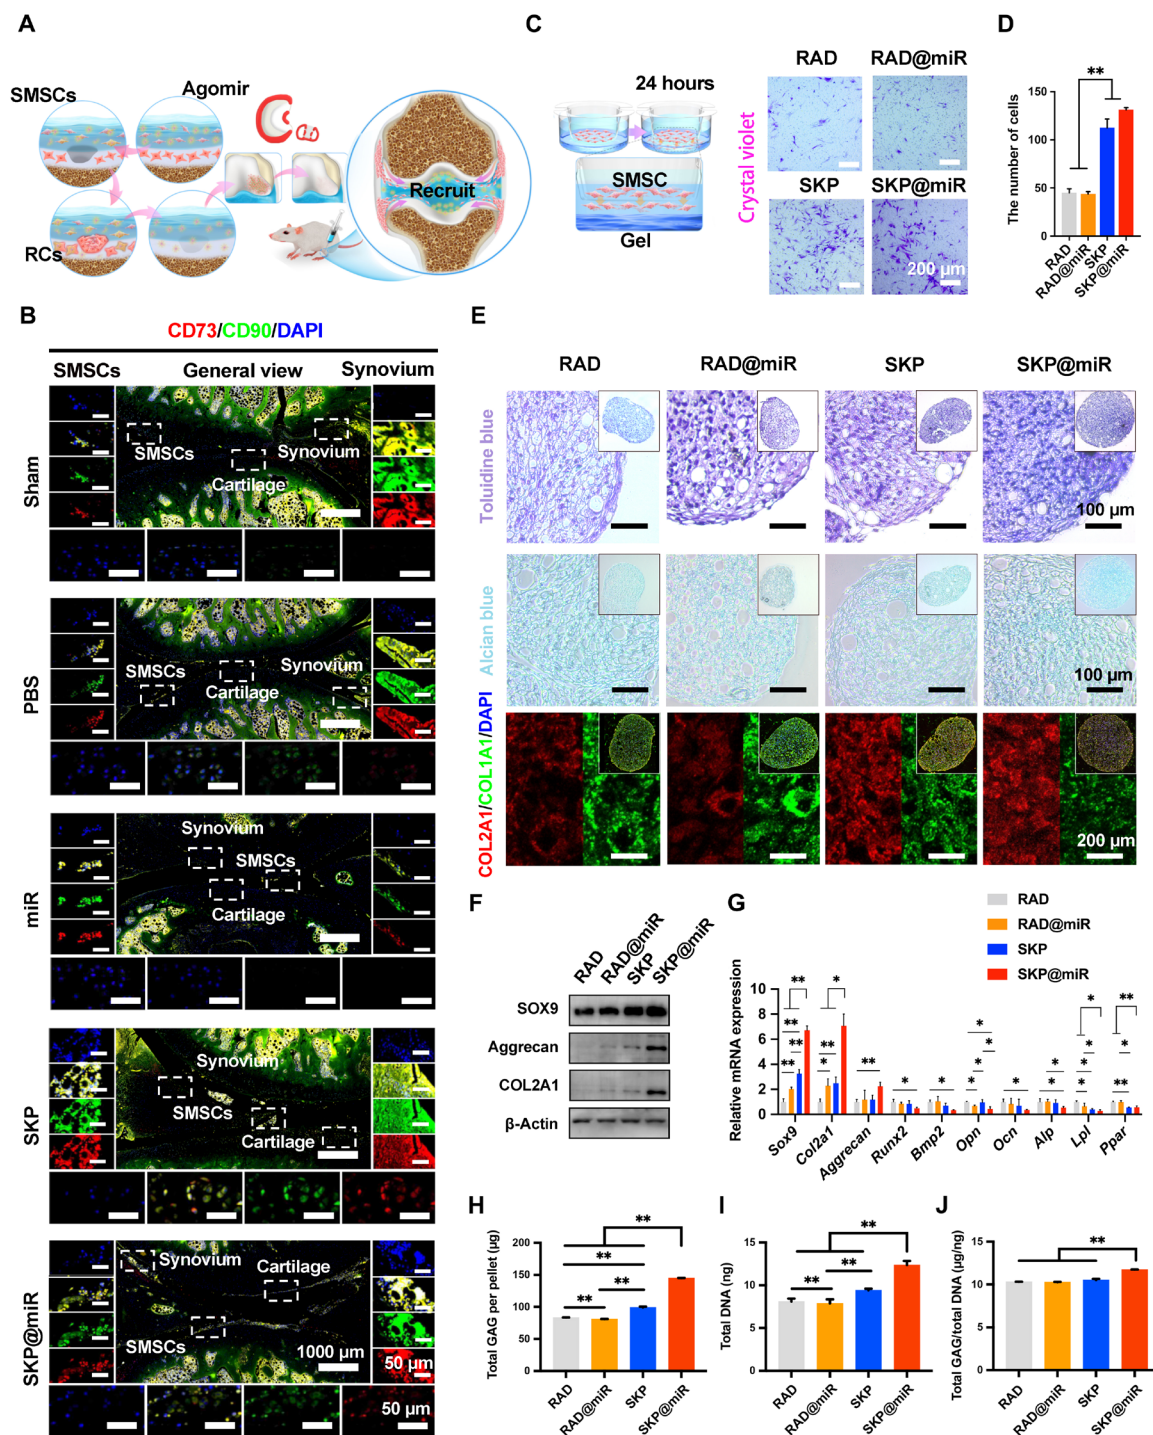 A
SMSCs
Agomir
Recruit
RCs
B
CD73/CD90/DAPI
SMSCs
General view
Synovium
Sham
SMSCs
Synovium
Cartilage
PBS
Synovium
SMSCs
Cartilage
miR
Synovium
SMSCs
Cartilage
SKP
Synovium
SMSCs
Cartilage
SKP@miR
Synovium
Cartilage
SMSCs
1000 µm
50 µm
50 µm
C
24 hours
SMSC
Gel
Crystal violet
RAD
RAD@miR
SKP
SKP@miR
200 µm
D
The number of cells
150
100
50
0
**
RAD
RAD@miR
SKP
SKP@miR
E
RAD
RAD@miR
SKP
SKP@miR
Toluidine blue
100 µm
Alcian blue
100 µm
COL2A1/COL1A1/DAPI
200 µm
F
RAD
RAD@miR
SKP
SKP@miR
SOX9
Aggrecan
COL2A1
β-Actin
G
RAD
RAD@miR
SKP
SKP@miR
Relative mRNA expression
10
8
6
4
2
0
** ** ** **
* ** *
**
*
*
* * * *
*
* *
* * *
** * **
Sox9
Col2a1
Aggrecan
Runx2
Bmp2
Opn
Ocn
Alp
Lpl
Ppar
H
Total GAG per pellet (µg)
200
150
100
50
0
**
**
**
**
RAD
RAD@miR
SKP
SKP@miR
I
Total DNA (ng)
15
10
5
0
**
**
**
RAD
RAD@miR
SKP
SKP@miR
J
Total GAG/total DNA (µg/ng)
15
10
5
0
**
RAD
RAD@miR
SKP
SKP@miR